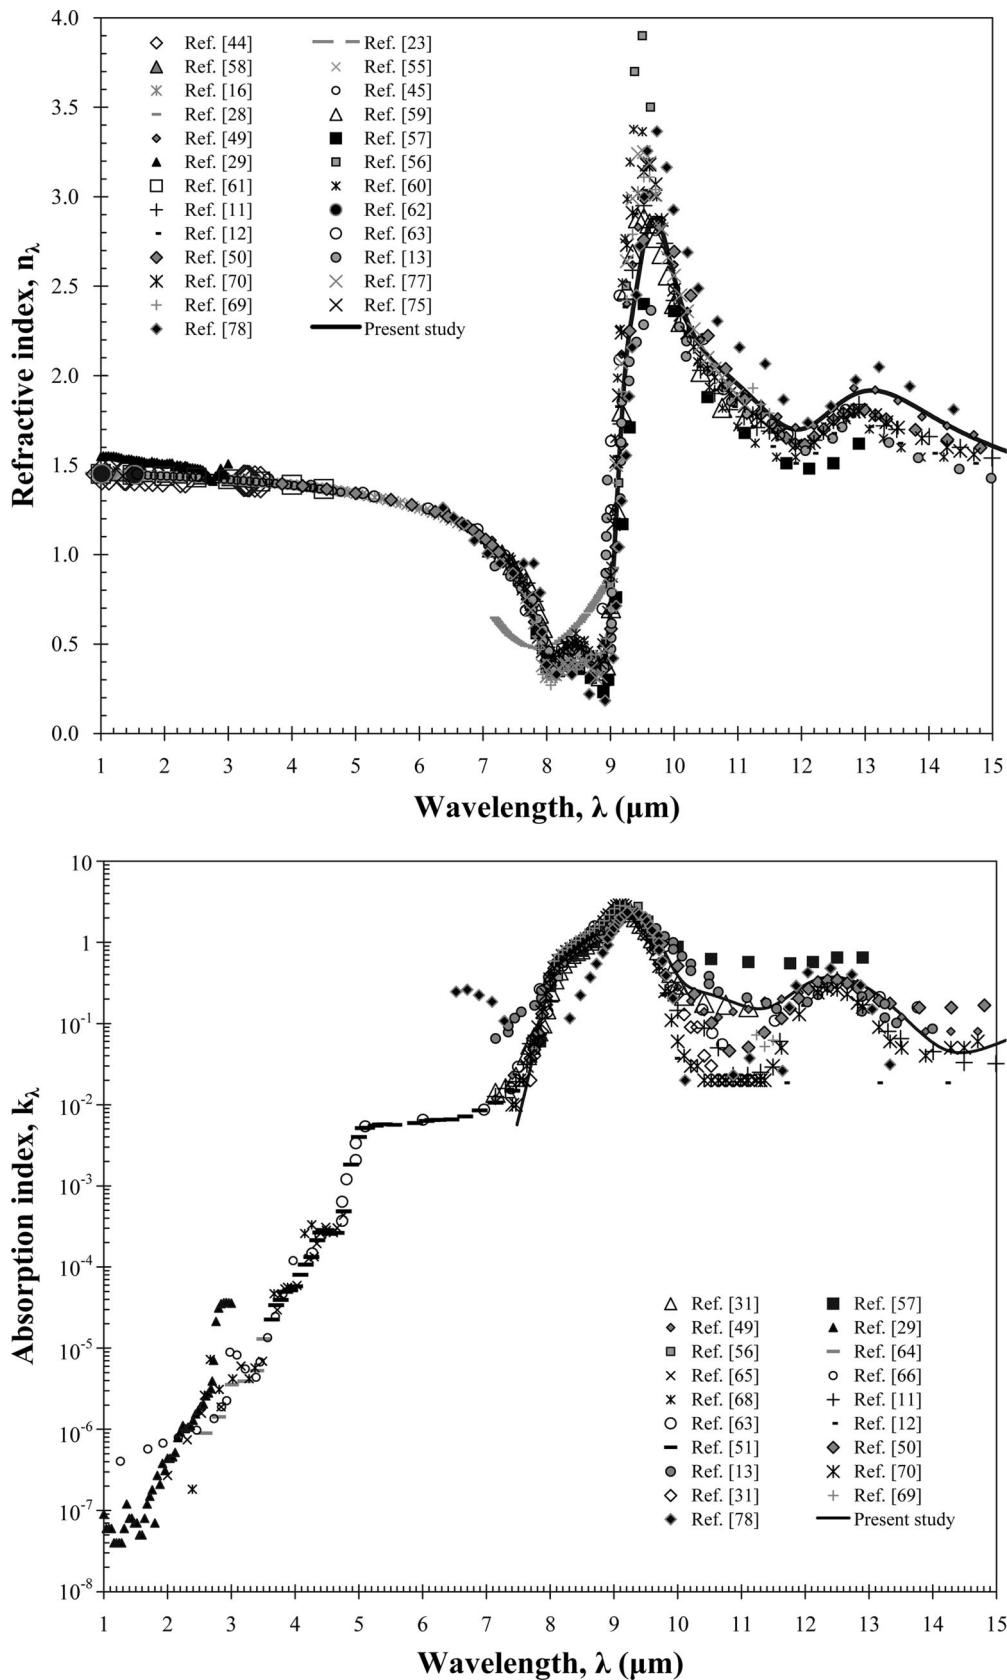 4.0
3.5
3.0
2.5
2.0
1.5
1.0
0.5
0.0
Refractive index, nλ
Ref. [44]
Ref. [58]
Ref. [16]
Ref. [28]
Ref. [49]
Ref. [29]
Ref. [61]
Ref. [11]
Ref. [12]
Ref. [50]
Ref. [70]
Ref. [69]
Ref. [78]
Ref. [23]
Ref. [55]
Ref. [45]
Ref. [59]
Ref. [57]
Ref. [56]
Ref. [60]
Ref. [62]
Ref. [63]
Ref. [13]
Ref. [77]
Ref. [75]
Present study
1 2 3 4 5 6 7 8 9 10 11 12 13 14 15
Wavelength, λ (μm)
10
1
10⁻¹
10⁻²
10⁻³
10⁻⁴
10⁻⁵
10⁻⁶
10⁻⁷
10⁻⁸
Absorption index, kλ
Ref. [31]
Ref. [49]
Ref. [56]
Ref. [65]
Ref. [68]
Ref. [63]
Ref. [51]
Ref. [13]
Ref. [31]
Ref. [78]
Ref. [57]
Ref. [29]
Ref. [64]
Ref. [66]
Ref. [11]
Ref. [12]
Ref. [50]
Ref. [70]
Ref. [69]
Present study
1 2 3 4 5 6 7 8 9 10 11 12 13 14 15
Wavelength, λ (μm)